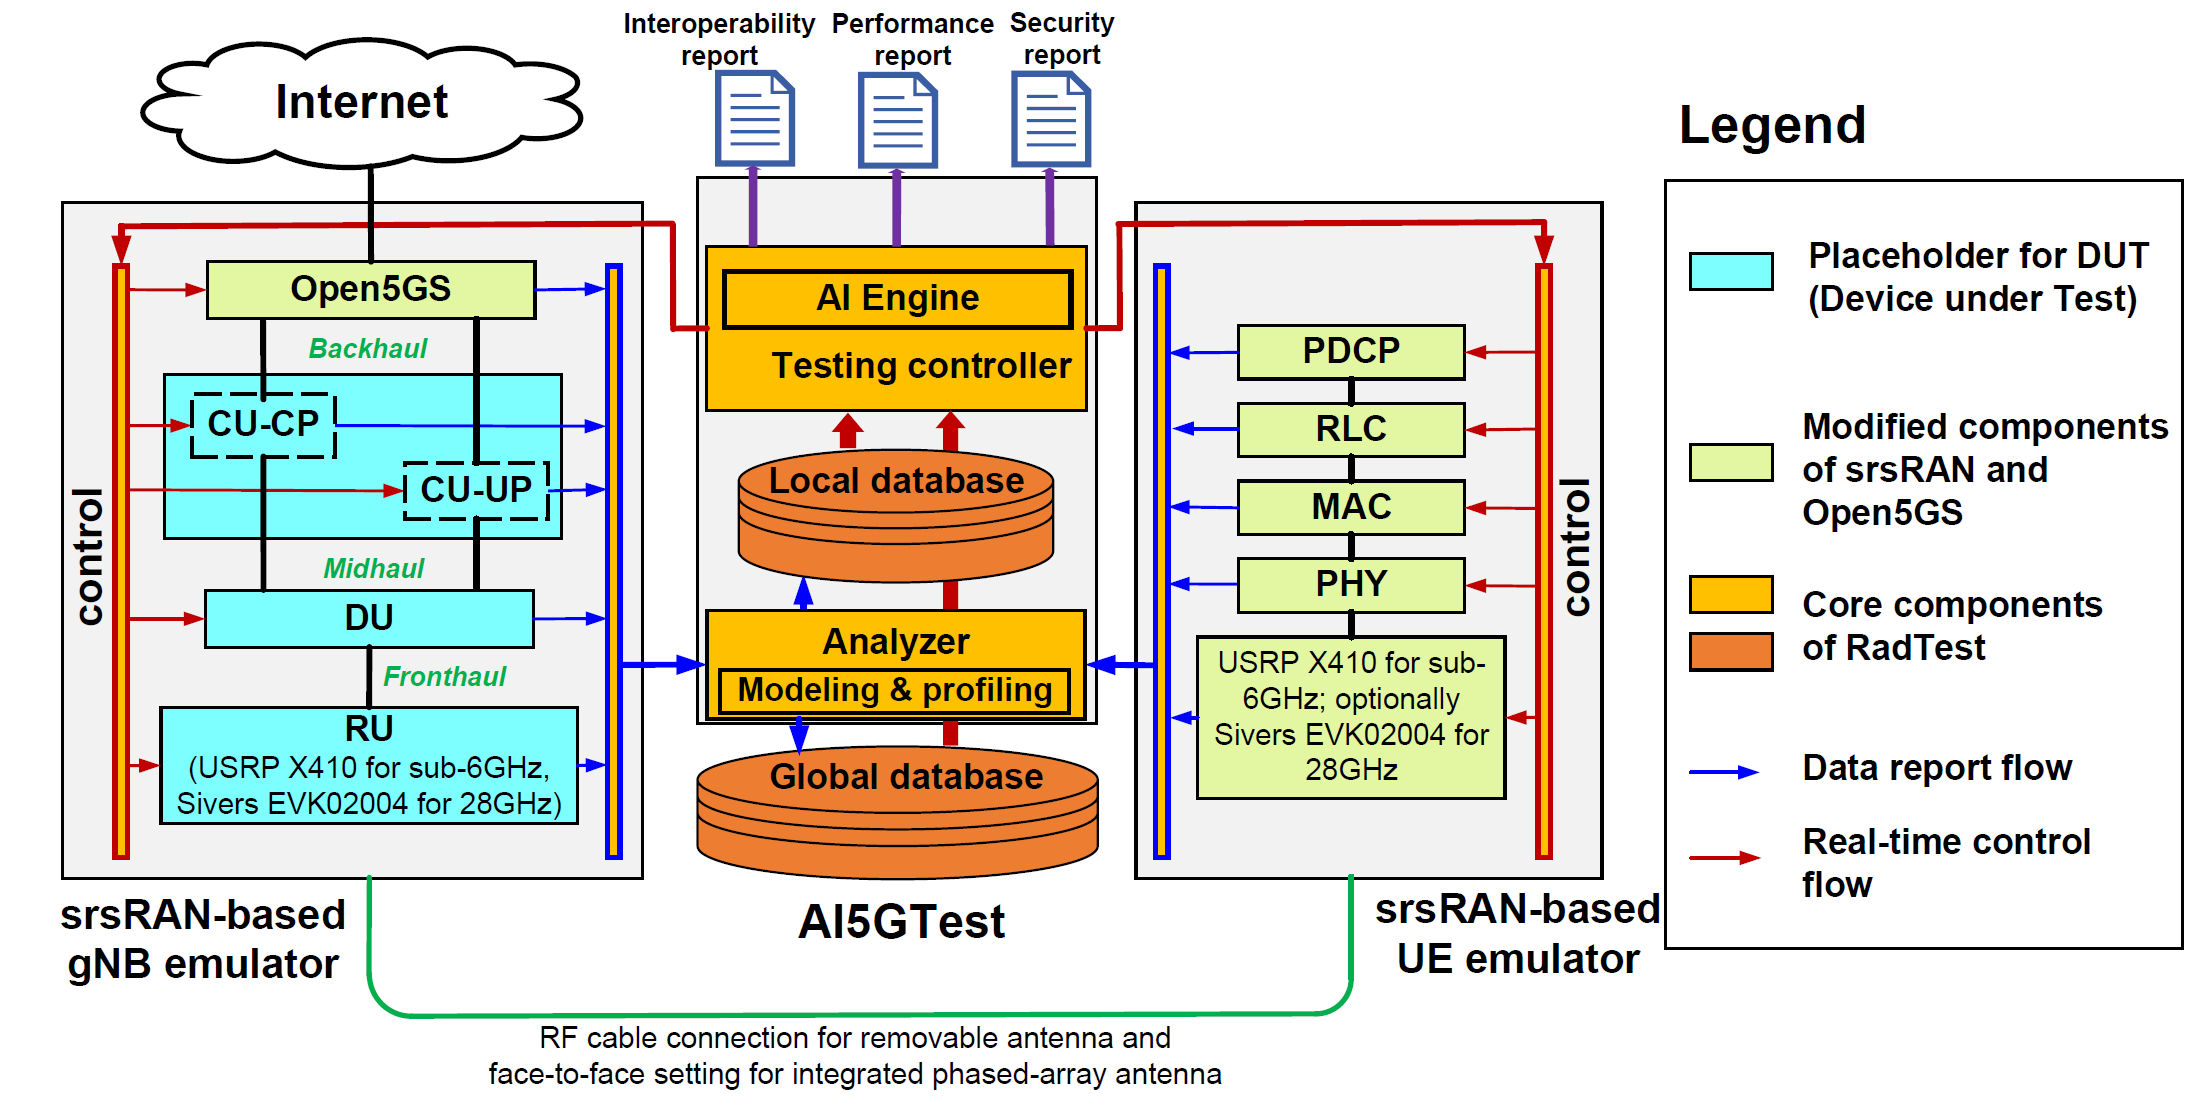 Interoperability
report
Performance
report
Security
report
Internet
Open5GS
Backhaul
CU-CP
CU-UP
Midhaul
DU
Fronthaul
RU
(USRP X410 for sub-6GHz,
Sivers EVK02004 for 28GHz)
control
srsRAN-based
gNB emulator
AI Engine
Testing controller
Local database
Analyzer
Modeling & profiling
Global database
AI5GTest
PDCP
RLC
MAC
PHY
USRP X410 for sub-
6GHz; optionally
Sivers EVK02004 for
28GHz
control
srsRAN-based
UE emulator
RF cable connection for removable antenna and
face-to-face setting for integrated phased-array antenna
Legend
Placeholder for DUT
(Device under Test)
Modified components
of srsRAN and
Open5GS
Core components
of RadTest
Data report flow
Real-time control
flow